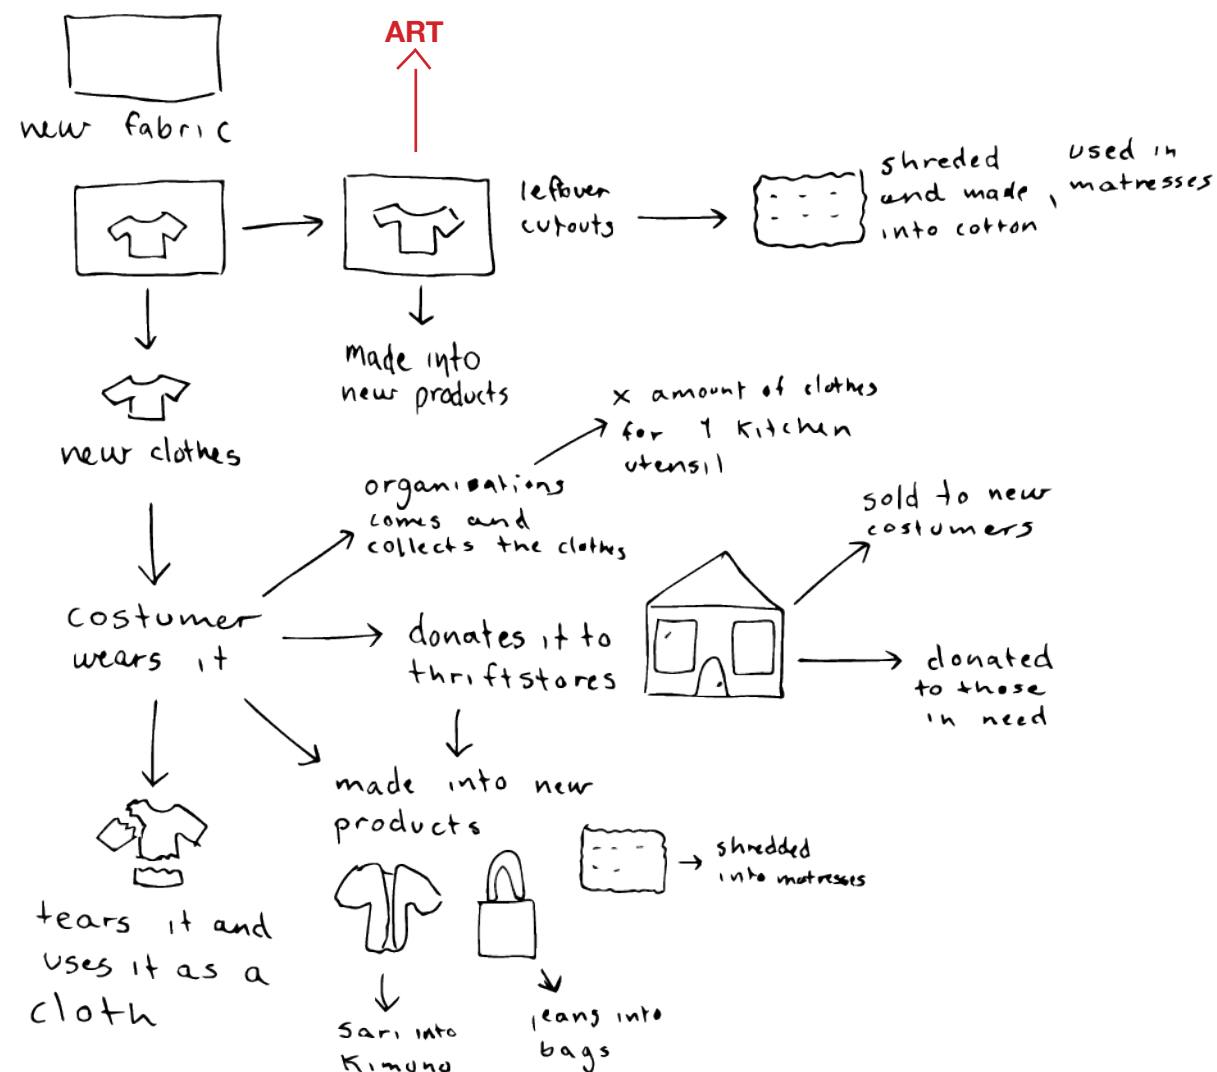 ART
new fabric
leftover
cutouts
shreded
and made ,
into cotton
used in
matresses
made into
new products
new clothes
x amount of clothes
for 1 kitchen
utensil
organisations
comes and
collects the clothes
sold to new
costumers
costumer
wears it
donates it to
thriftstores
donated
to those
in need
made into new
products
shredded
into matresses
tears it and
uses it as a
cloth
sari into
kimono
jeans into
bags